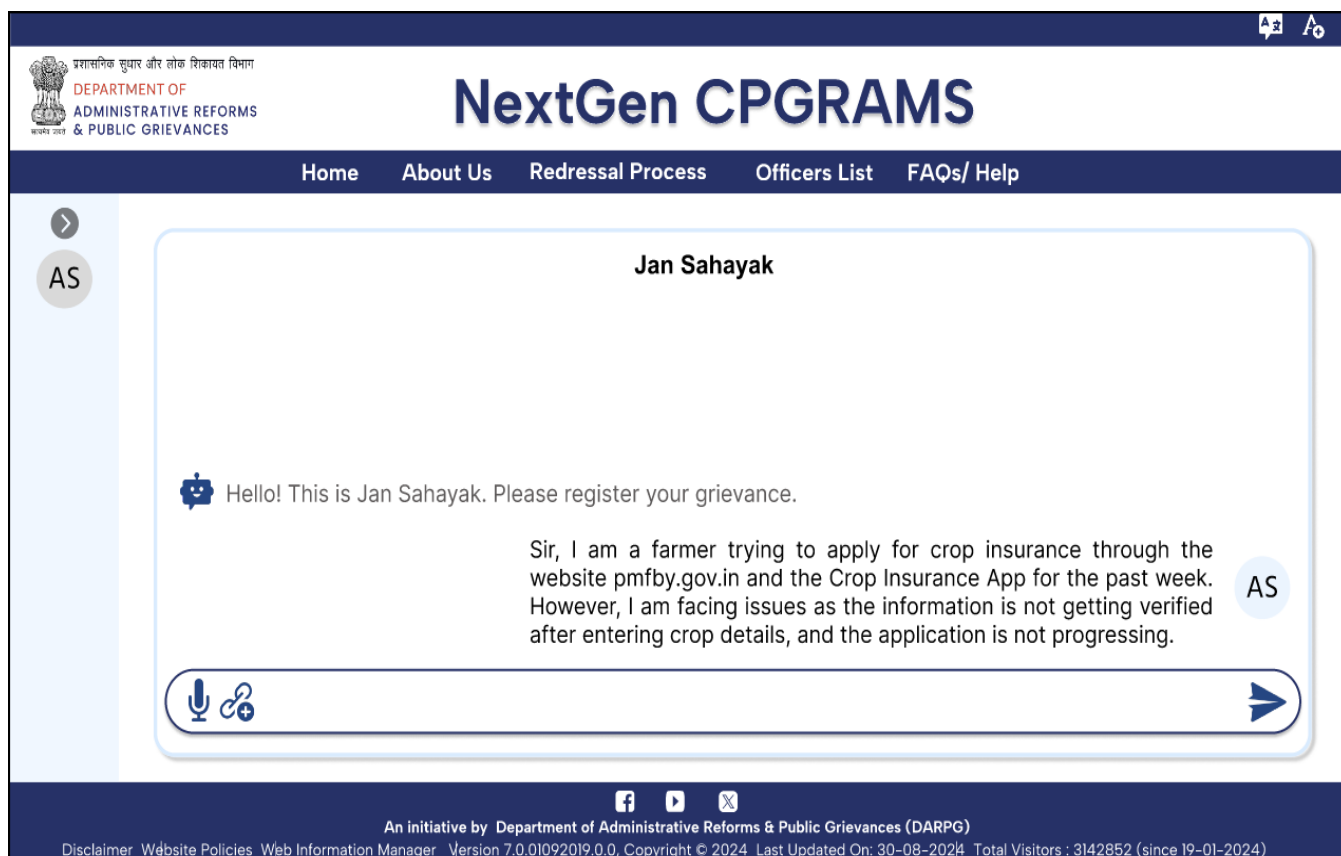 प्रशासनिक सुधार और लोक शिकायत विभाग
DEPARTMENT OF
ADMINISTRATIVE REFORMS
& PUBLIC GRIEVANCES
सत्यमेव जयते
NextGen CPGRAMS
Home About Us Redressal Process Officers List FAQs/ Help
AS
Jan Sahayak
Hello! This is Jan Sahayak. Please register your grievance.
Sir, I am a farmer trying to apply for crop insurance through the
website pmfby.gov.in and the Crop Insurance App for the past week.
However, I am facing issues as the information is not getting verified
after entering crop details, and the application is not progressing.
AS
An initiative by Department of Administrative Reforms & Public Grievances (DARPG)
Disclaimer Website Policies Web Information Manager Version 7.0.01092019.0.0, Copyright © 2024 Last Updated On: 30-08-2024 Total Visitors : 3142852 (since 19-01-2024)